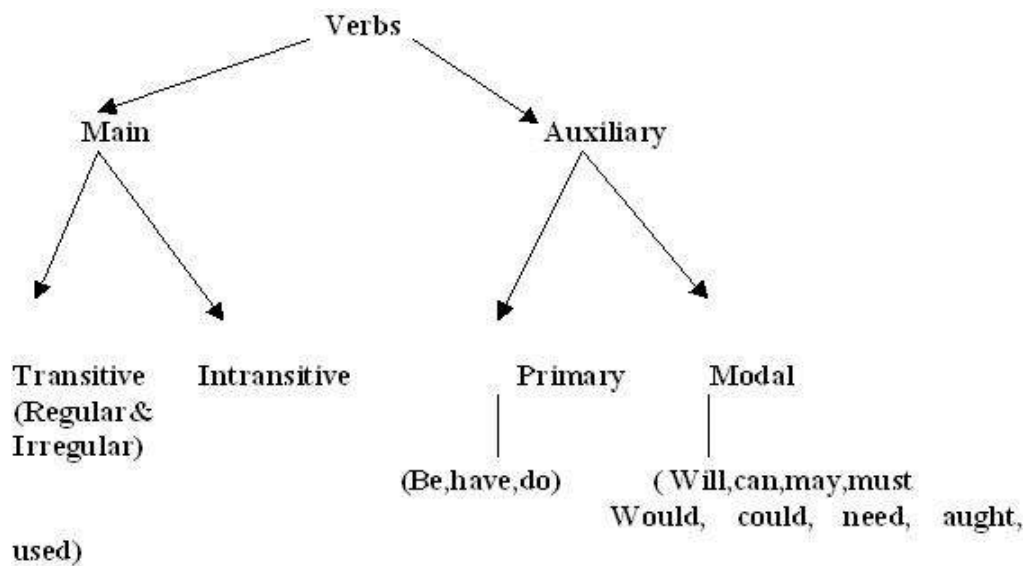 Verbs
Main Auxiliary
Transitive Intransitive Primary Modal
(Regular&
Irregular)
(Be,have,do) ( Will,can,may,must
Would, could, need, aught,
used)